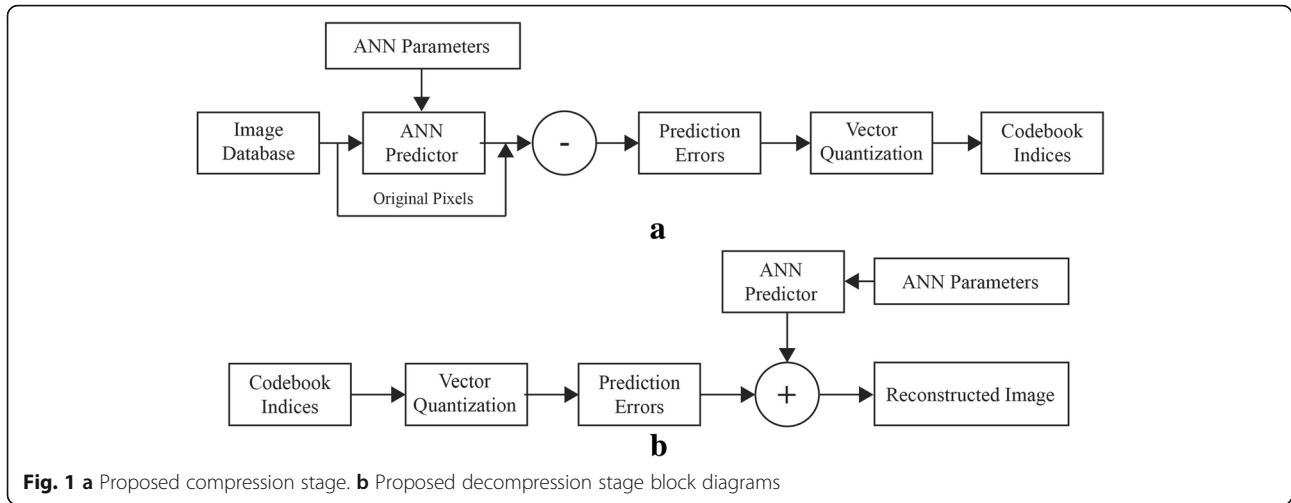 ANN Parameters
Image
Database
ANN
Predictor
-
Prediction
Errors
Vector
Quantization
Codebook
Indices
Original Pixels
a
ANN
Predictor
ANN Parameters
Codebook
Indices
Vector
Quantization
Prediction
Errors
+
Reconstructed Image
b
Fig. 1 a Proposed compression stage. b Proposed decompression stage block diagrams